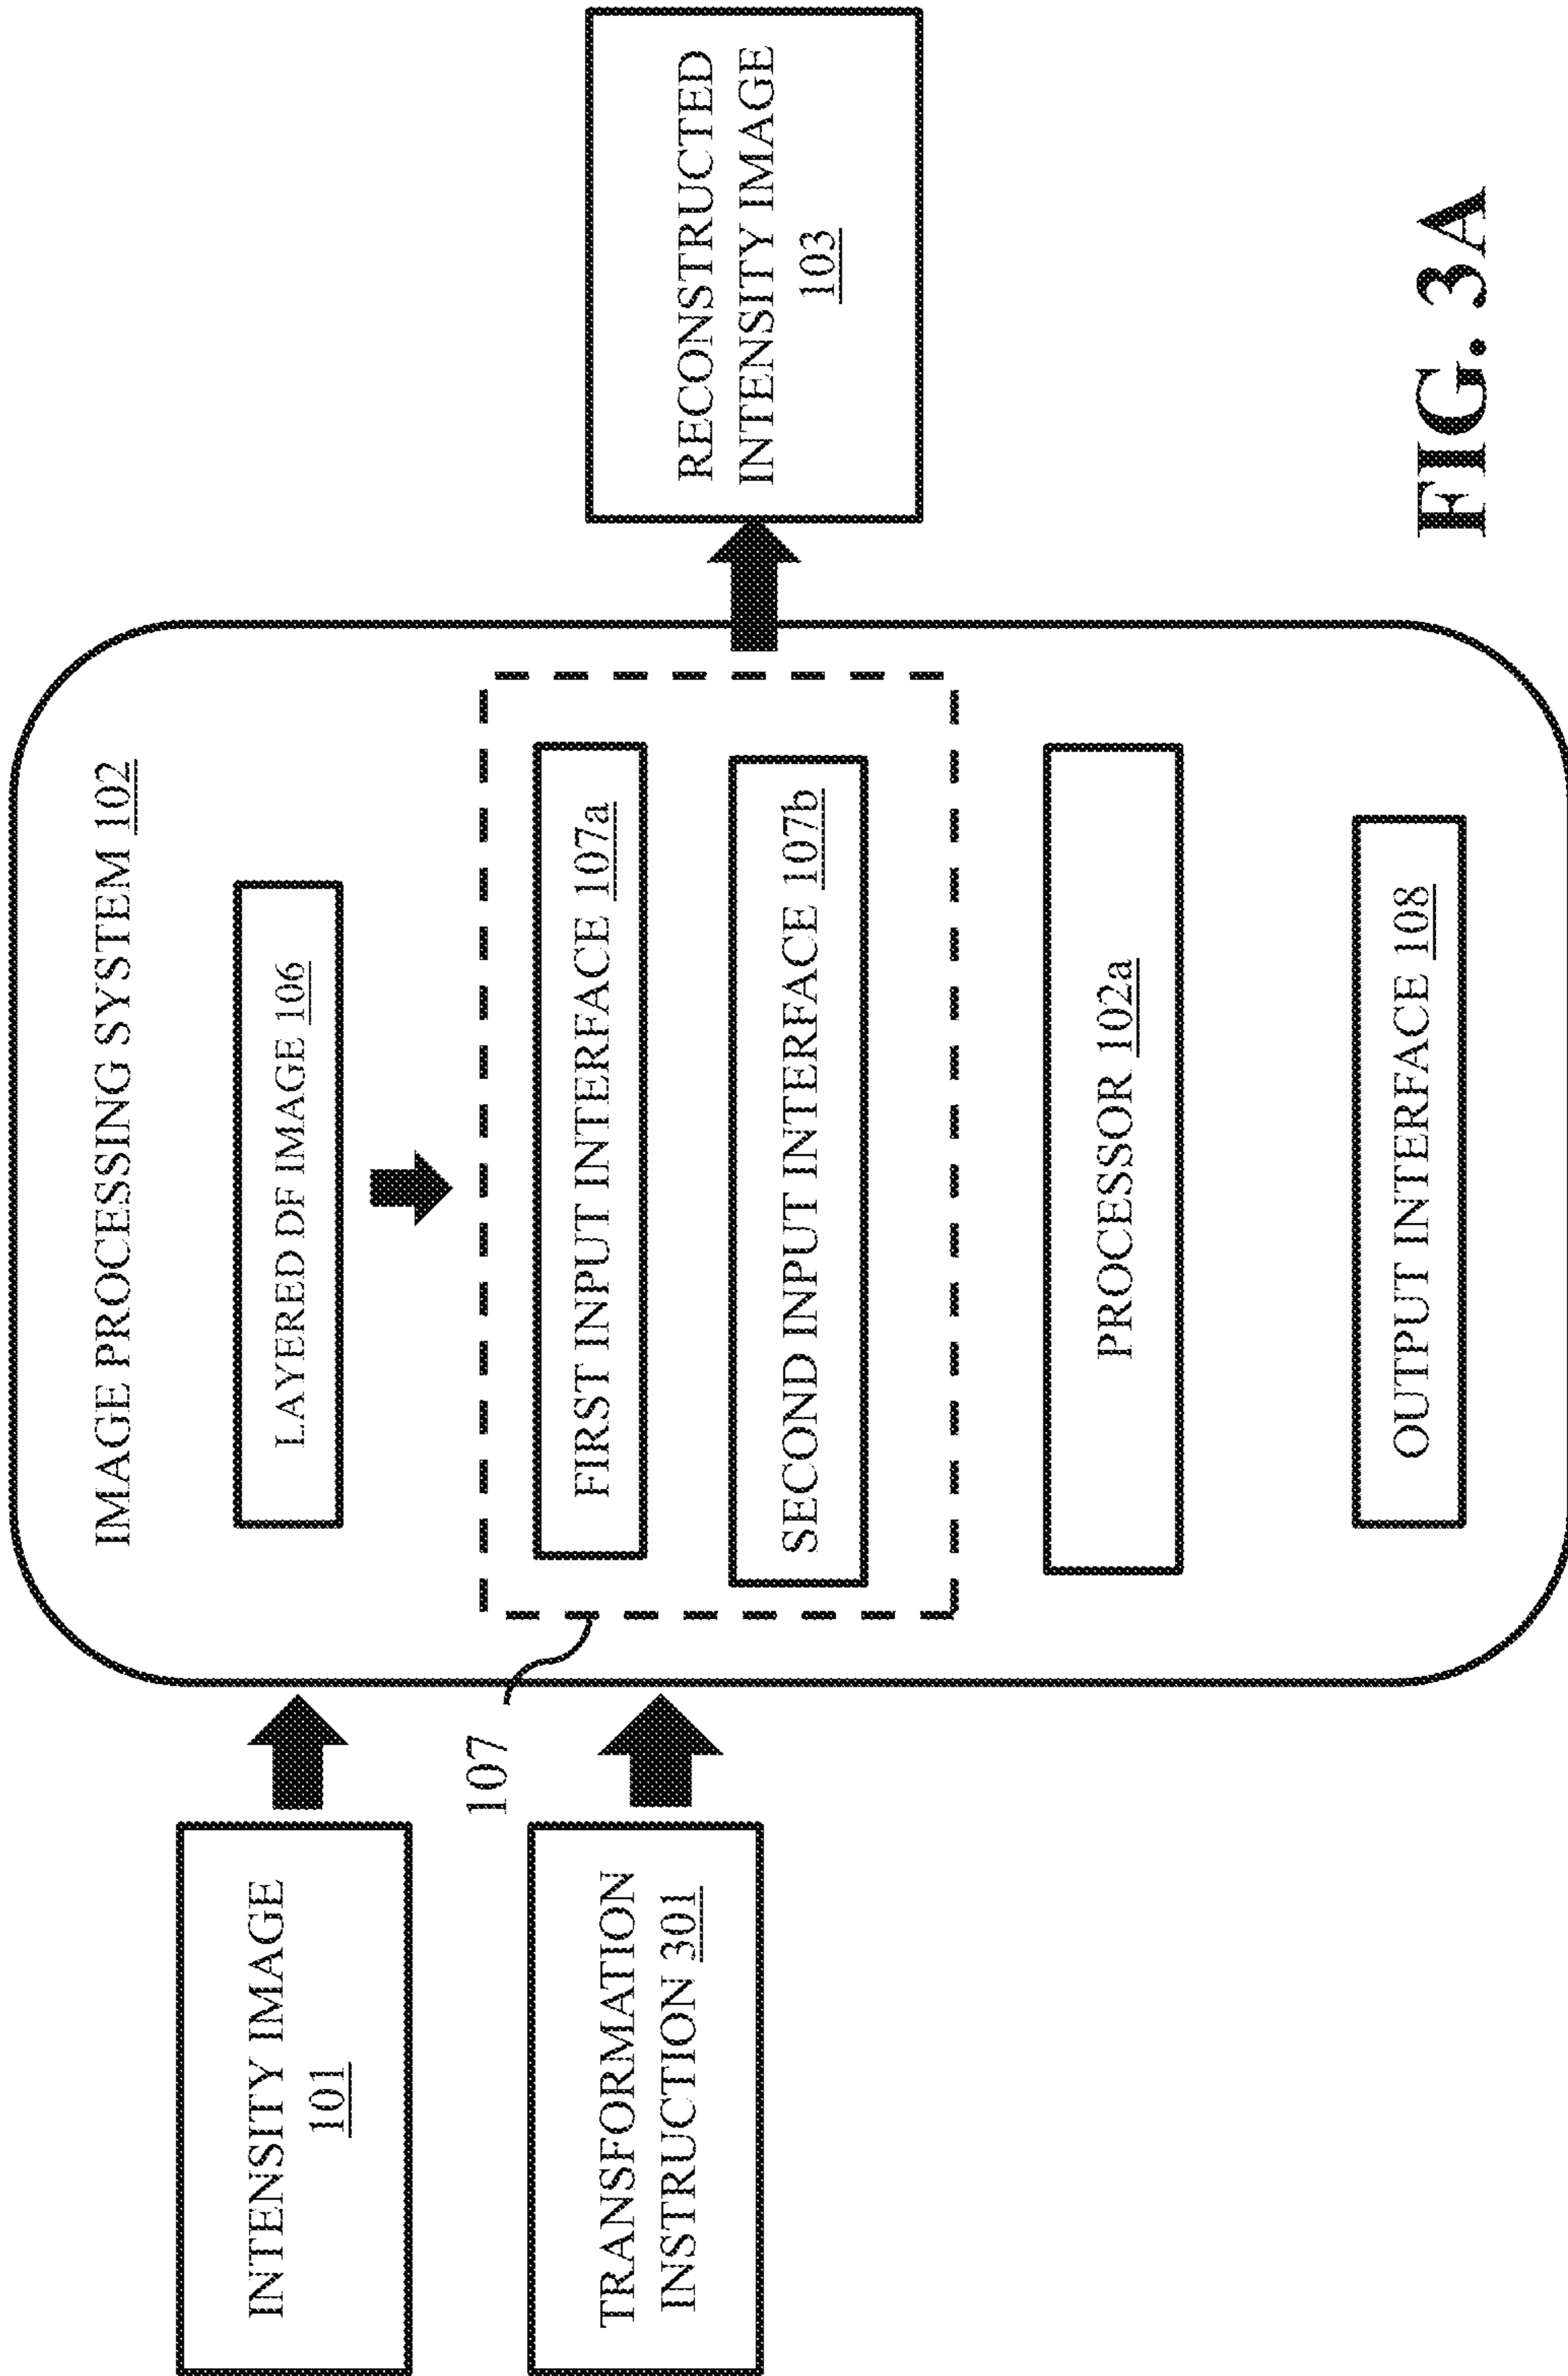 INTENSITY IMAGE
101
TRANSFORMATION
INSTRUCTION 301
107
IMAGE PROCESSING SYSTEM 102
LAYERED DF IMAGE 106
FIRST INPUT INTERFACE 107a
SECOND INPUT INTERFACE 107b
PROCESSOR 102a
OUTPUT INTERFACE 108
RECONSTRUCTED
INTENSITY IMAGE
103
FIG. 3A